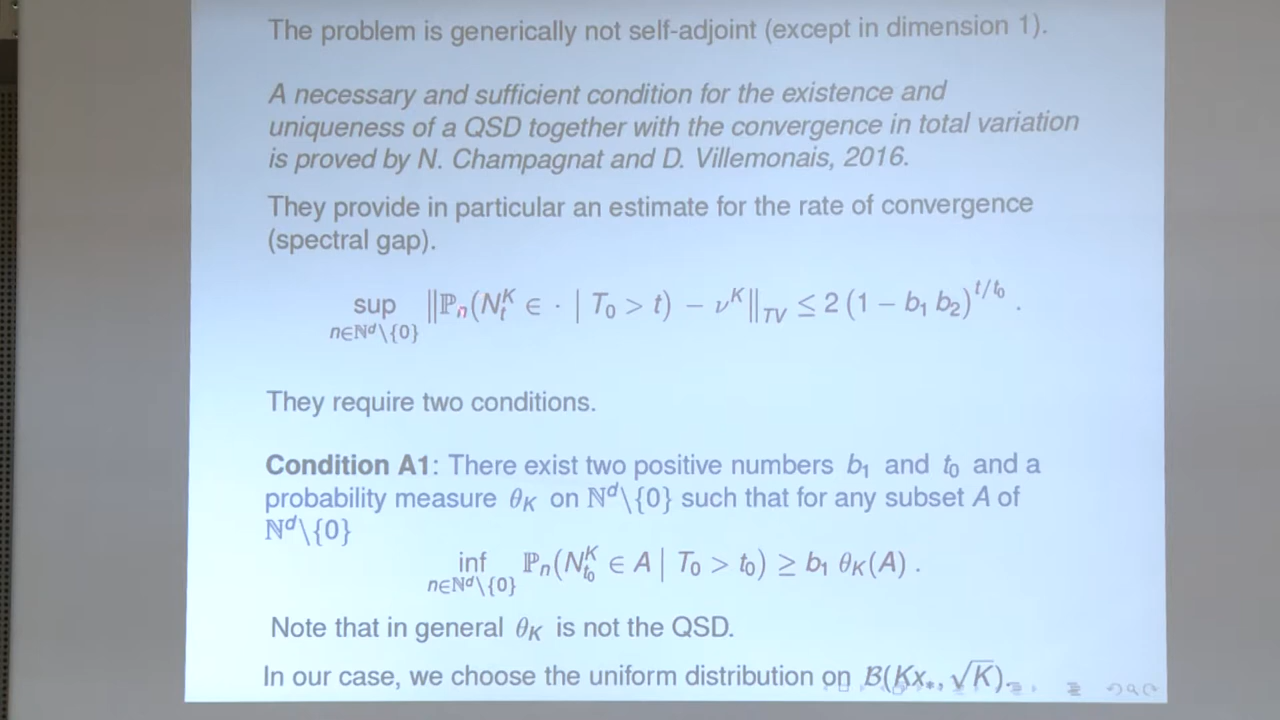 The problem is generically not self-adjoint (except in dimension 1).
A necessary and sufficient condition for the existence and
uniqueness of a QSD together with the convergence in total variation
is proved by N. Champagnat and D. Villemonais, 2016.
They provide in particular an estimate for the rate of convergence
(spectral gap).
sup_{n∈ℕ^d\{0}} ‖ℙ_n(N_t^K ∈ · | T_0 > t) − ν^K‖_{TV} ≤ 2 (1 − b_1 b_2)^{t/t_0} .
They require two conditions.
Condition A1: There exist two positive numbers b_1 and t_0 and a
probability measure θ_K on ℕ^d\{0} such that for any subset A of
ℕ^d\{0}
inf_{n∈ℕ^d\{0}} ℙ_n(N_{t_0}^K ∈ A | T_0 > t_0) ≥ b_1 θ_K(A) .
Note that in general θ_K is not the QSD.
In our case, we choose the uniform distribution on 𝓑(Kx_*, √K).